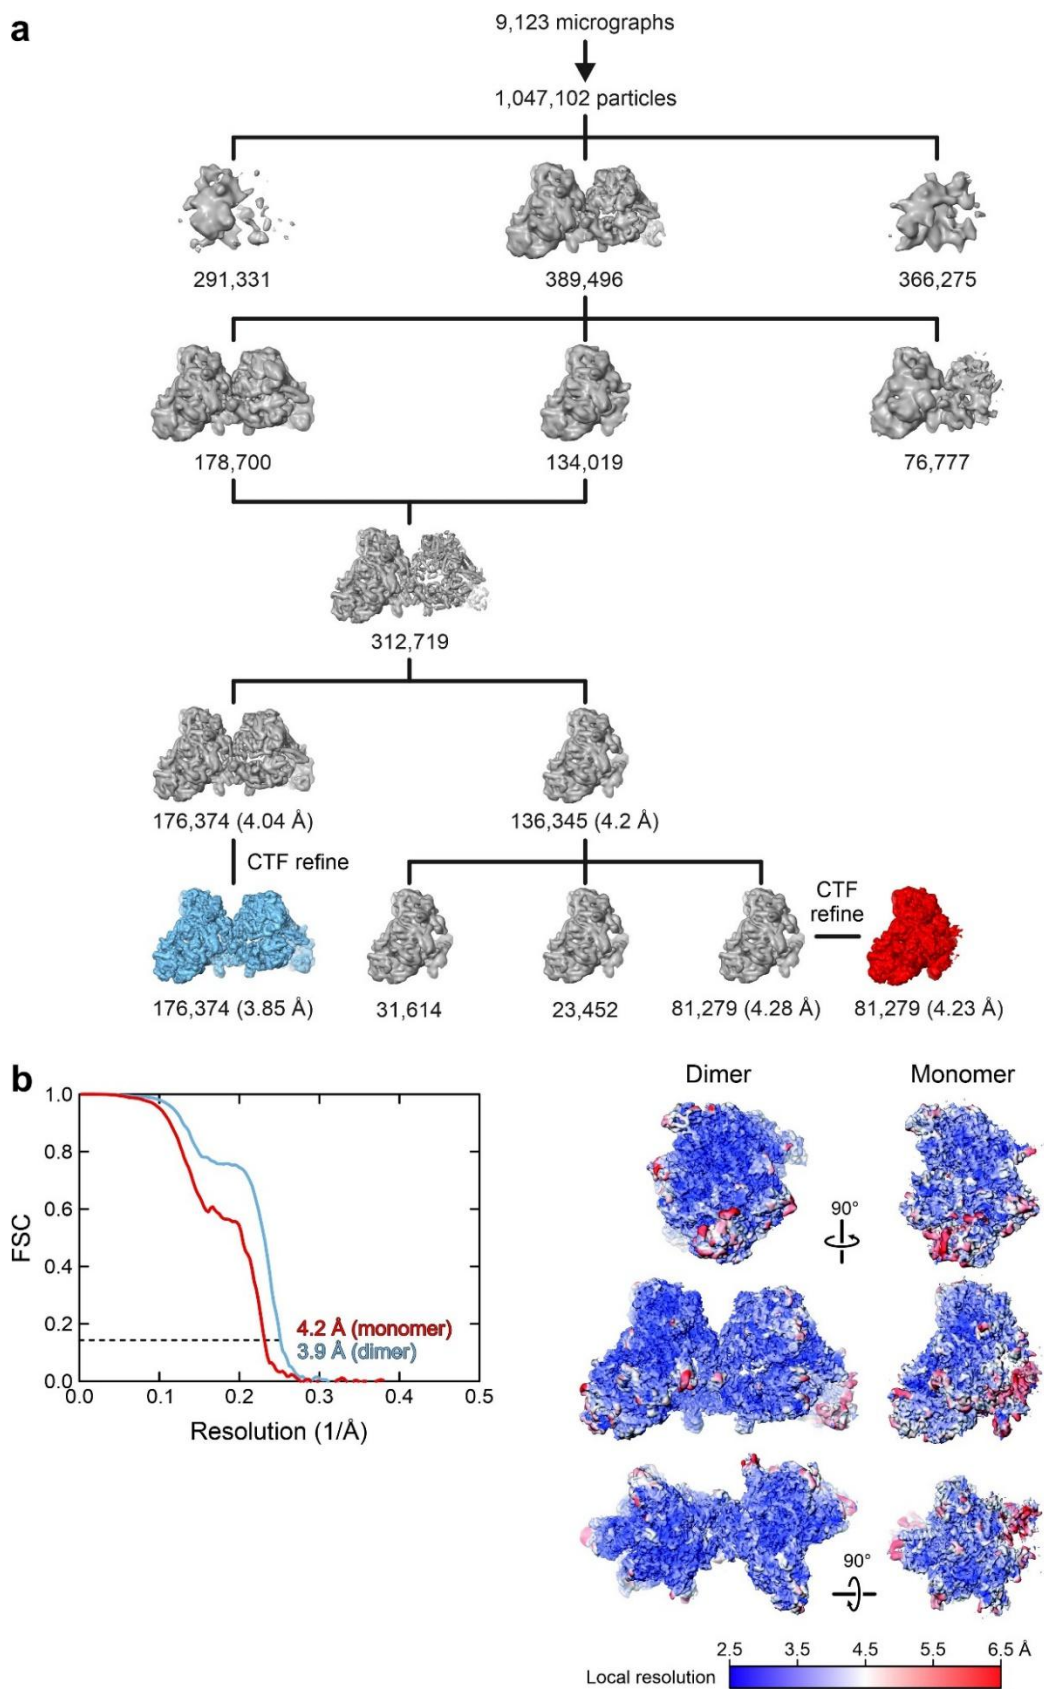 a
9,123 micrographs
1,047,102 particles
291,331
389,496
366,275
178,700
134,019
76,777
312,719
176,374 (4.04 Å)
136,345 (4.2 Å)
CTF refine
CTF
refine
176,374 (3.85 Å)
31,614
23,452
81,279 (4.28 Å)
81,279 (4.23 Å)
b
1.0
0.8
0.6
0.4
0.2
0.0
FSC
4.2 Å (monomer)
3.9 Å (dimer)
0.0
0.1
0.2
0.3
0.4
0.5
Resolution (1/Å)
Dimer
Monomer
90°
90°
2.5
3.5
4.5
5.5
6.5 Å
Local resolution